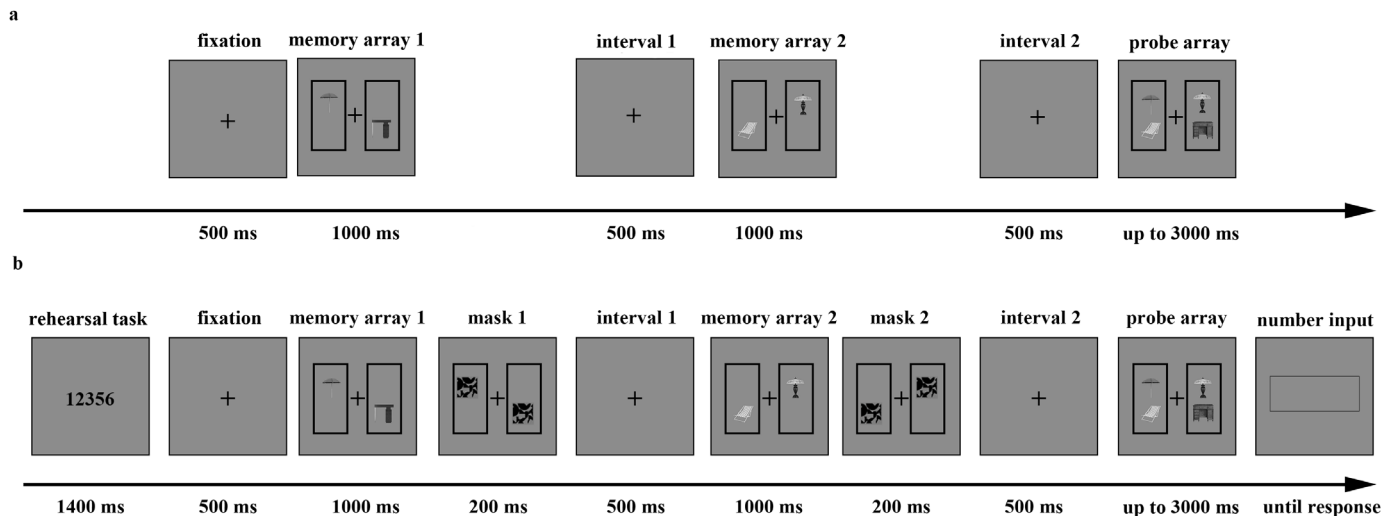 a
fixation memory array 1 interval 1 memory array 2 interval 2 probe array
500 ms 1000 ms 500 ms 1000 ms 500 ms up to 3000 ms
b
rehearsal task fixation memory array 1 mask 1 interval 1 memory array 2 mask 2 interval 2 probe array number input
12356
1400 ms 500 ms 1000 ms 200 ms 500 ms 1000 ms 200 ms 500 ms up to 3000 ms until response